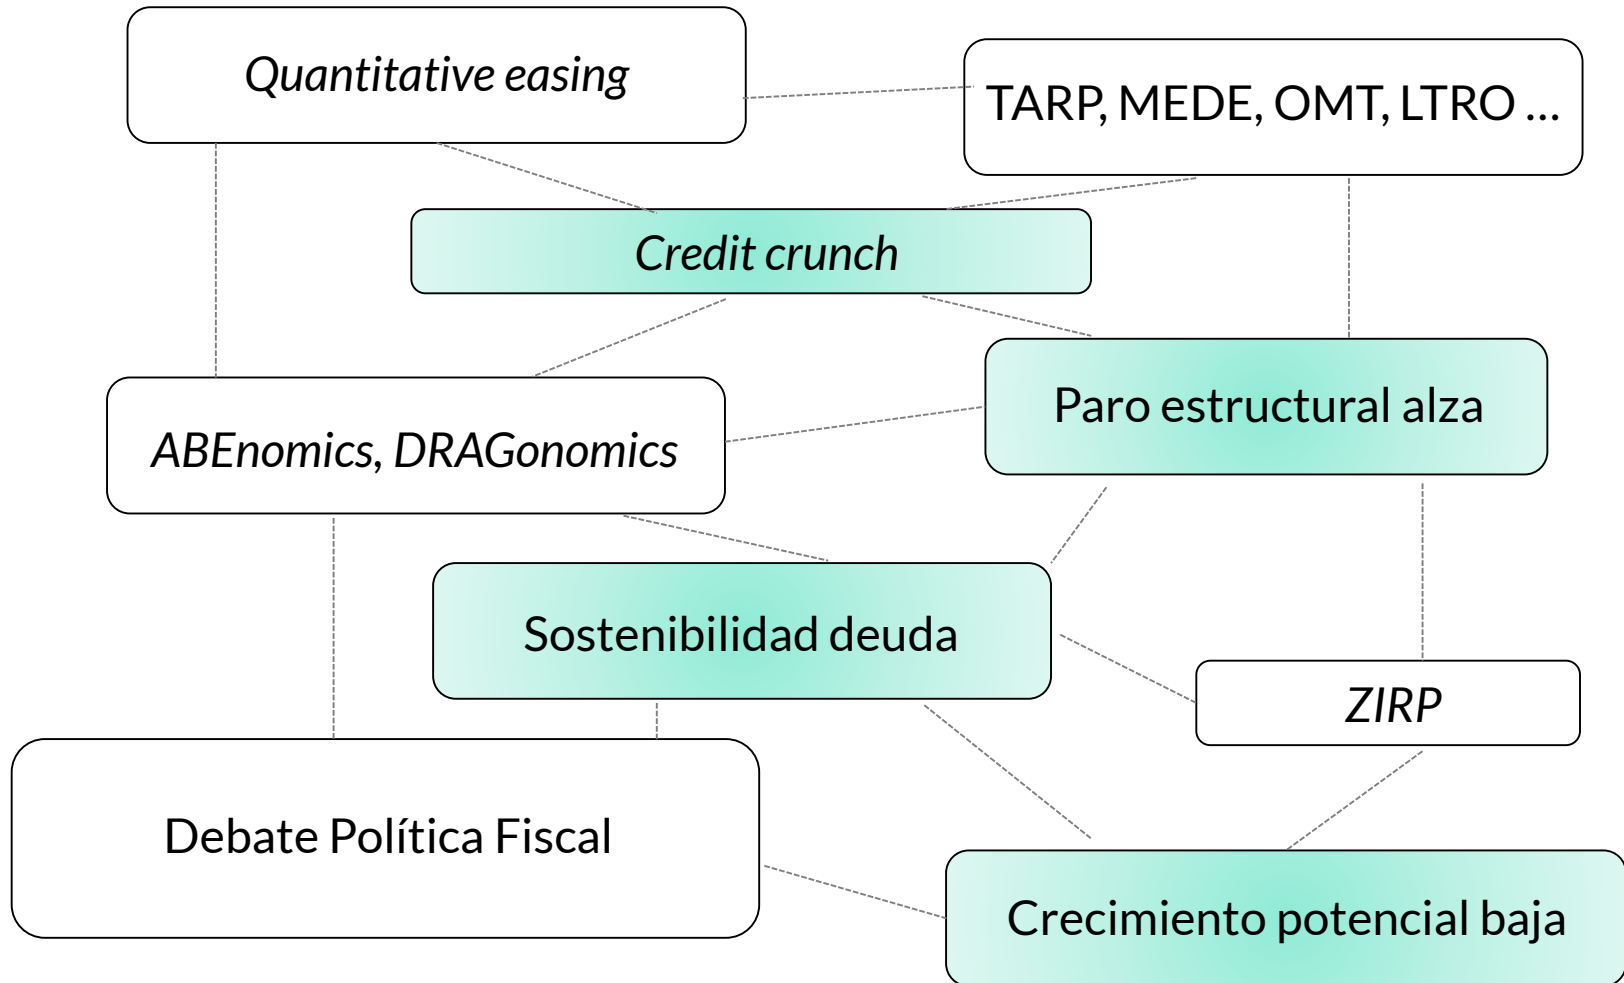 Quantitative easing
TARP, MEDE, OMT, LTRO ...
Credit crunch
Paro estructural alza
ABEnomics, DRAGonomics
Sostenibilidad deuda
ZIRP
Debate Política Fiscal
Crecimiento potencial baja